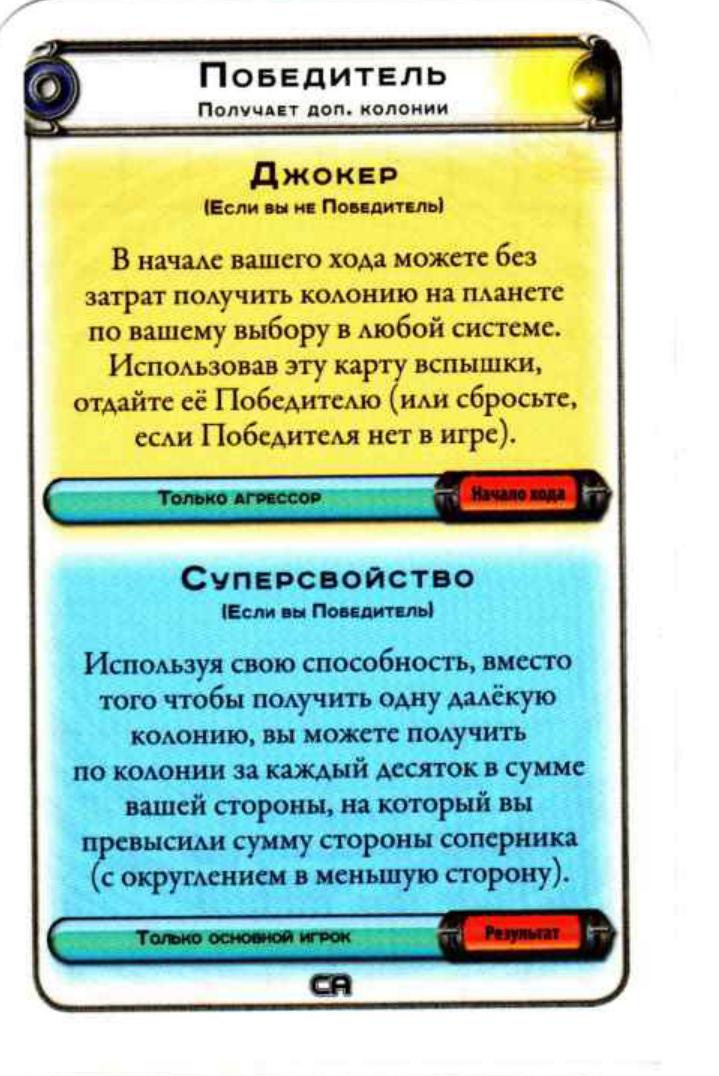 Победитель
Получает доп. колонии
Джокер
(Если вы не Победитель)
В начале вашего хода можете без
затрат получить колонию на планете
по вашему выбору в любой системе.
Использовав эту карту вспышки,
отдайте её Победителю (или сбросьте,
если Победителя нет в игре).
Только агрессор
Начало хода
Суперсвойство
(Если вы Победитель)
Используя свою способность, вместо
того чтобы получить одну далёкую
колонию, вы можете получить
по колонии за каждый десяток в сумме
вашей стороны, на который вы
превысили сумму стороны соперника
(с округлением в меньшую сторону).
Только основной игрок
Результат
CA